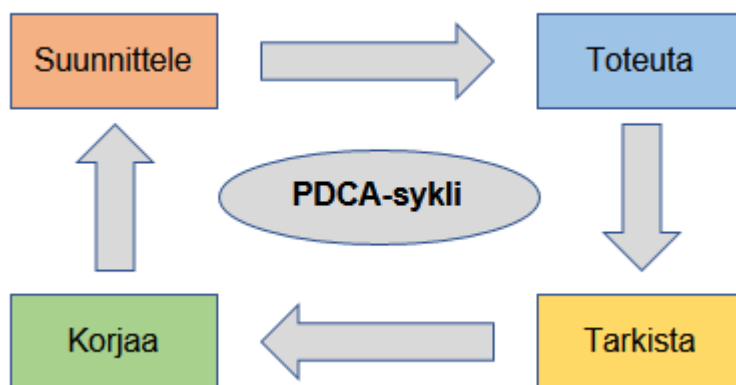 Suunnittele
Toteuta
PDCA-sykli
Korjaa
Tarkista